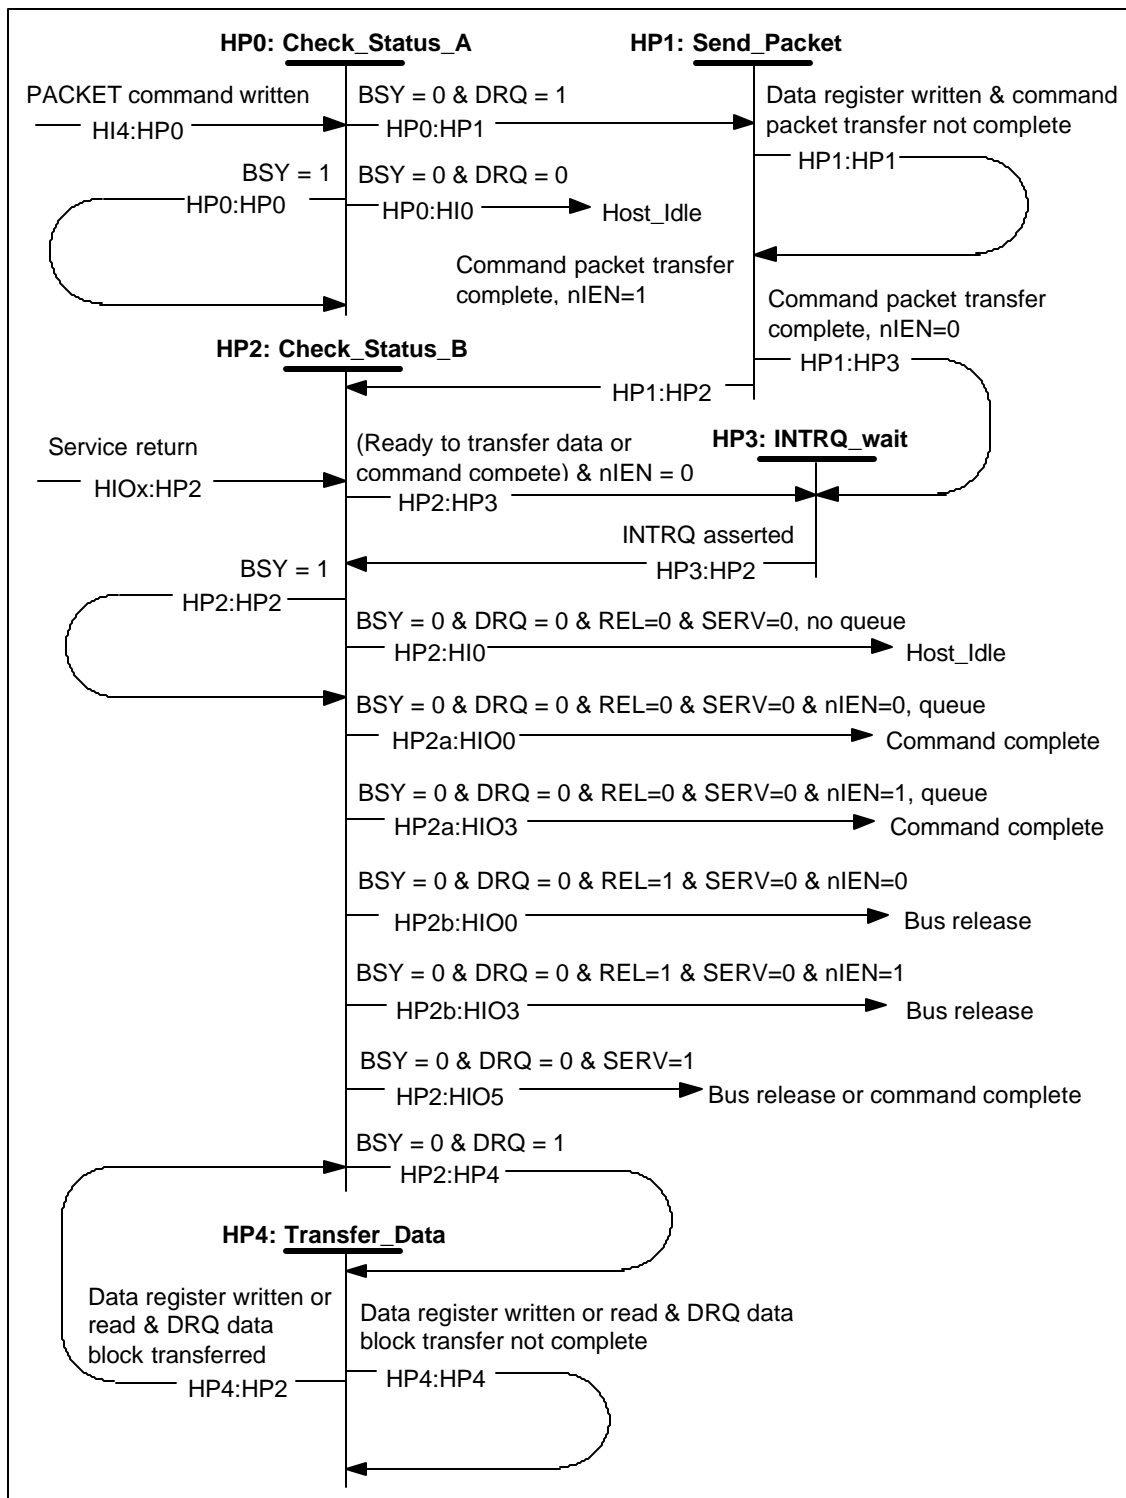 HP0: Check_Status_A
HP1: Send_Packet
PACKET command written
HI4:HP0
BSY = 0 & DRQ = 1
HP0:HP1
Data register written & command
packet transfer not complete
HP1:HP1
BSY = 1
HP0:HP0
BSY = 0 & DRQ = 0
HP0:HI0
Host_Idle
Command packet transfer
complete, nIEN=1
Command packet transfer
complete, nIEN=0
HP1:HP3
HP2: Check_Status_B
HP1:HP2
Service return
HIOx:HP2
(Ready to transfer data or
command compete) & nIEN = 0
HP2:HP3
HP3: INTRQ_wait
INTRQ asserted
HP3:HP2
BSY = 1
HP2:HP2
BSY = 0 & DRQ = 0 & REL=0 & SERV=0, no queue
HP2:HI0
Host_Idle
BSY = 0 & DRQ = 0 & REL=0 & SERV=0 & nIEN=0, queue
HP2a:HIO0
Command complete
BSY = 0 & DRQ = 0 & REL=0 & SERV=0 & nIEN=1, queue
HP2a:HIO3
Command complete
BSY = 0 & DRQ = 0 & REL=1 & SERV=0 & nIEN=0
HP2b:HIO0
Bus release
BSY = 0 & DRQ = 0 & REL=1 & SERV=0 & nIEN=1
HP2b:HIO3
Bus release
BSY = 0 & DRQ = 0 & SERV=1
HP2:HIO5
Bus release or command complete
BSY = 0 & DRQ = 1
HP2:HP4
HP4: Transfer_Data
Data register written or
read & DRQ data
block transferred
HP4:HP2
Data register written or read & DRQ data
block transfer not complete
HP4:HP4